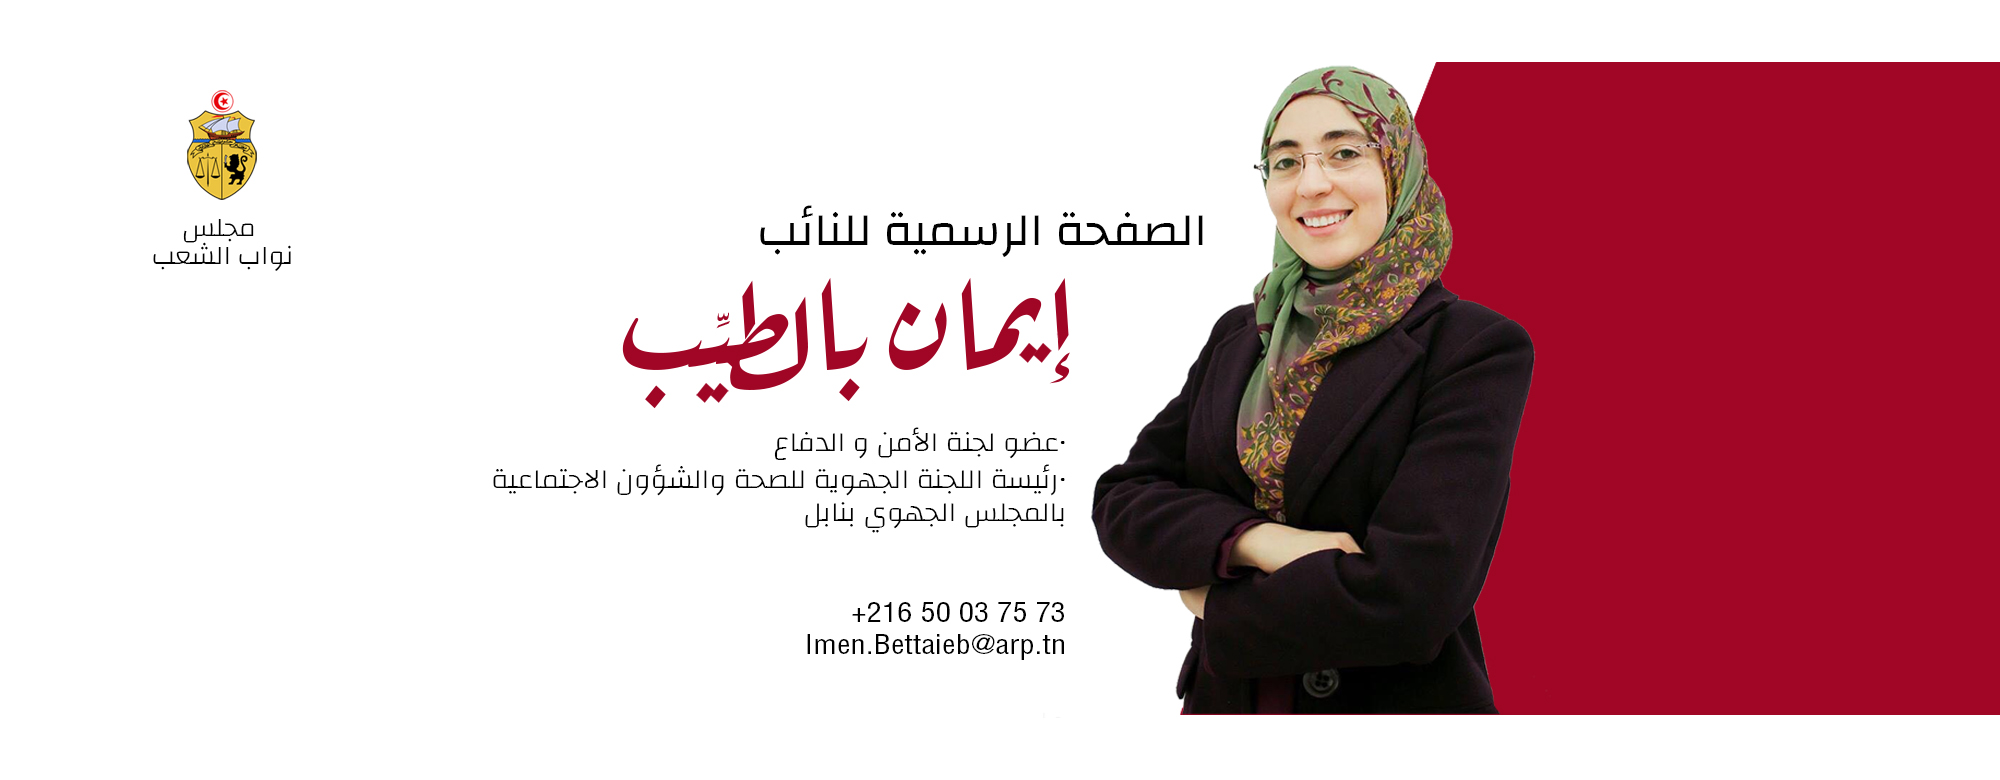 مجلس
نواب الشعب
الصفحة الرسمية للنائب
إيمان بالطيِّب
·عضو لجنة الأمن و الدفاع
·رئيسة اللجنة الجهوية للصحة والشؤون الاجتماعية
بالمجلس الجهوي بنابل
+216 50 03 75 73
Imen.Bettaieb@arp.tn